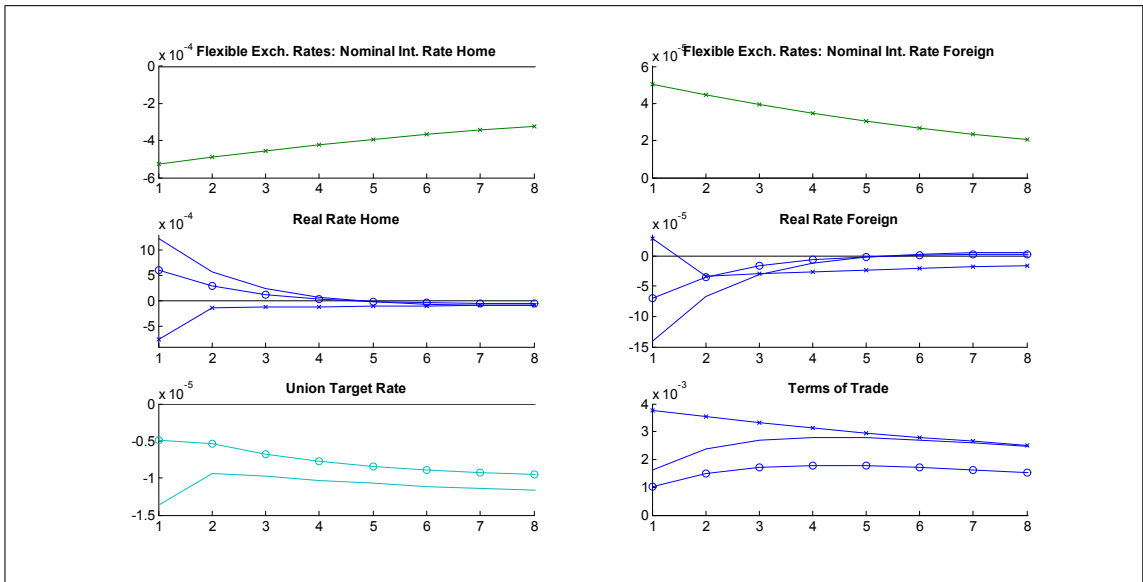 Flexible Exch. Rates: Nominal Int. Rate Home
x 10^-4
0
-2
-4
-6
1 2 3 4 5 6 7 8
Flexible Exch. Rates: Nominal Int. Rate Foreign
x 10^-5
6
4
2
0
1 2 3 4 5 6 7 8
Real Rate Home
x 10^-4
10
5
0
-5
1 2 3 4 5 6 7 8
Real Rate Foreign
x 10^-5
0
-5
-10
-15
1 2 3 4 5 6 7 8
Union Target Rate
x 10^-5
0
-0.5
-1
-1.5
1 2 3 4 5 6 7 8
Terms of Trade
x 10^-3
4
3
2
1
0
1 2 3 4 5 6 7 8